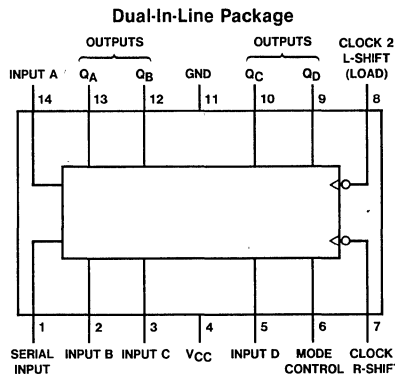 Dual-In-Line Package
OUTPUTS OUTPUTS CLOCK 2
L-SHIFT
INPUT A QA QB GND QC QD (LOAD)
14 13 12 11 10 9 8
1 2 3 4 5 6 7
SERIAL INPUT B INPUT C VCC INPUT D MODE CLOCK
INPUT CONTROL R-SHIFT